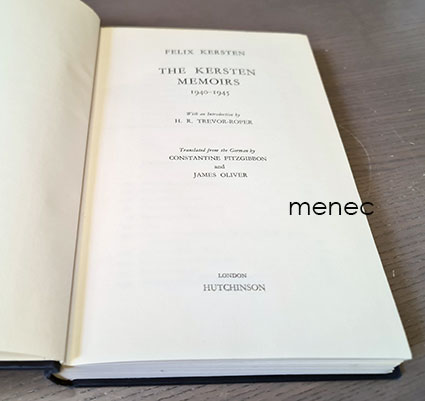 FELIX KERSTEN
THE KERSTEN
MEMOIRS
1940-1945
With an Introduction by
H. R. TREVOR-ROPER
Translated from the German by
CONSTANTINE FITZGIBBON
and
JAMES OLIVER
menec
LONDON
HUTCHINSON